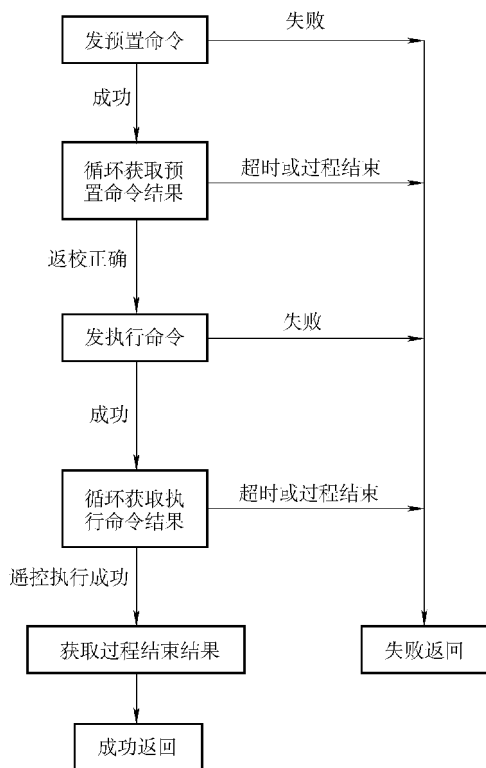 失败
发预置命令
成功
循环获取预
置命令结果
超时或过程结束
返校正确
发执行命令
失败
成功
循环获取执
行命令结果
超时或过程结束
遥控执行成功
获取过程结束结果
失败返回
成功返回